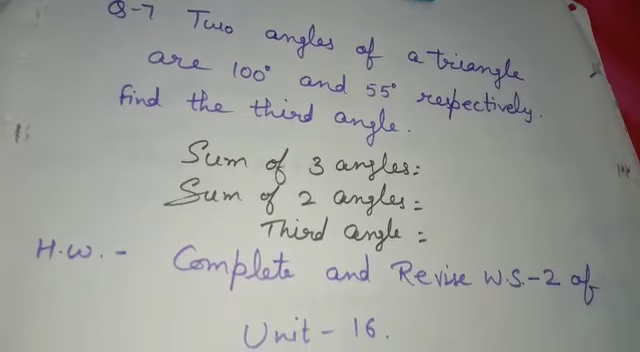 Q-7 Two angles of a triangle
are 100° and 55° respectively.
find the third angle.
Sum of 3 angles:
Sum of 2 angles =
Third angle =
H.W. - Complete and Revise W.S.-2 of
Unit - 16.